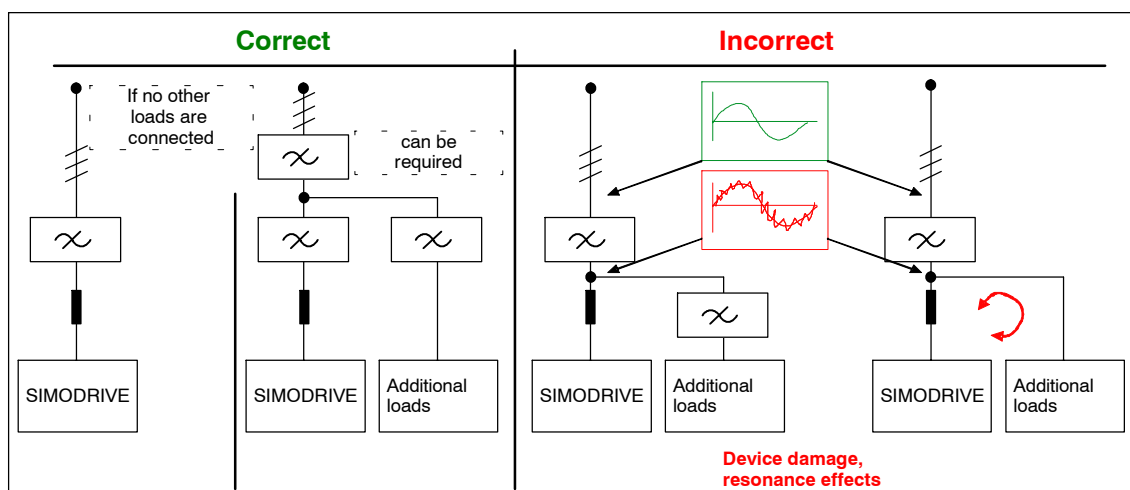 Correct
Incorrect
If no other
loads are
connected
can be
required
SIMODRIVE
SIMODRIVE
Additional
loads
SIMODRIVE
Additional
loads
SIMODRIVE
Additional
loads
Device damage,
resonance effects